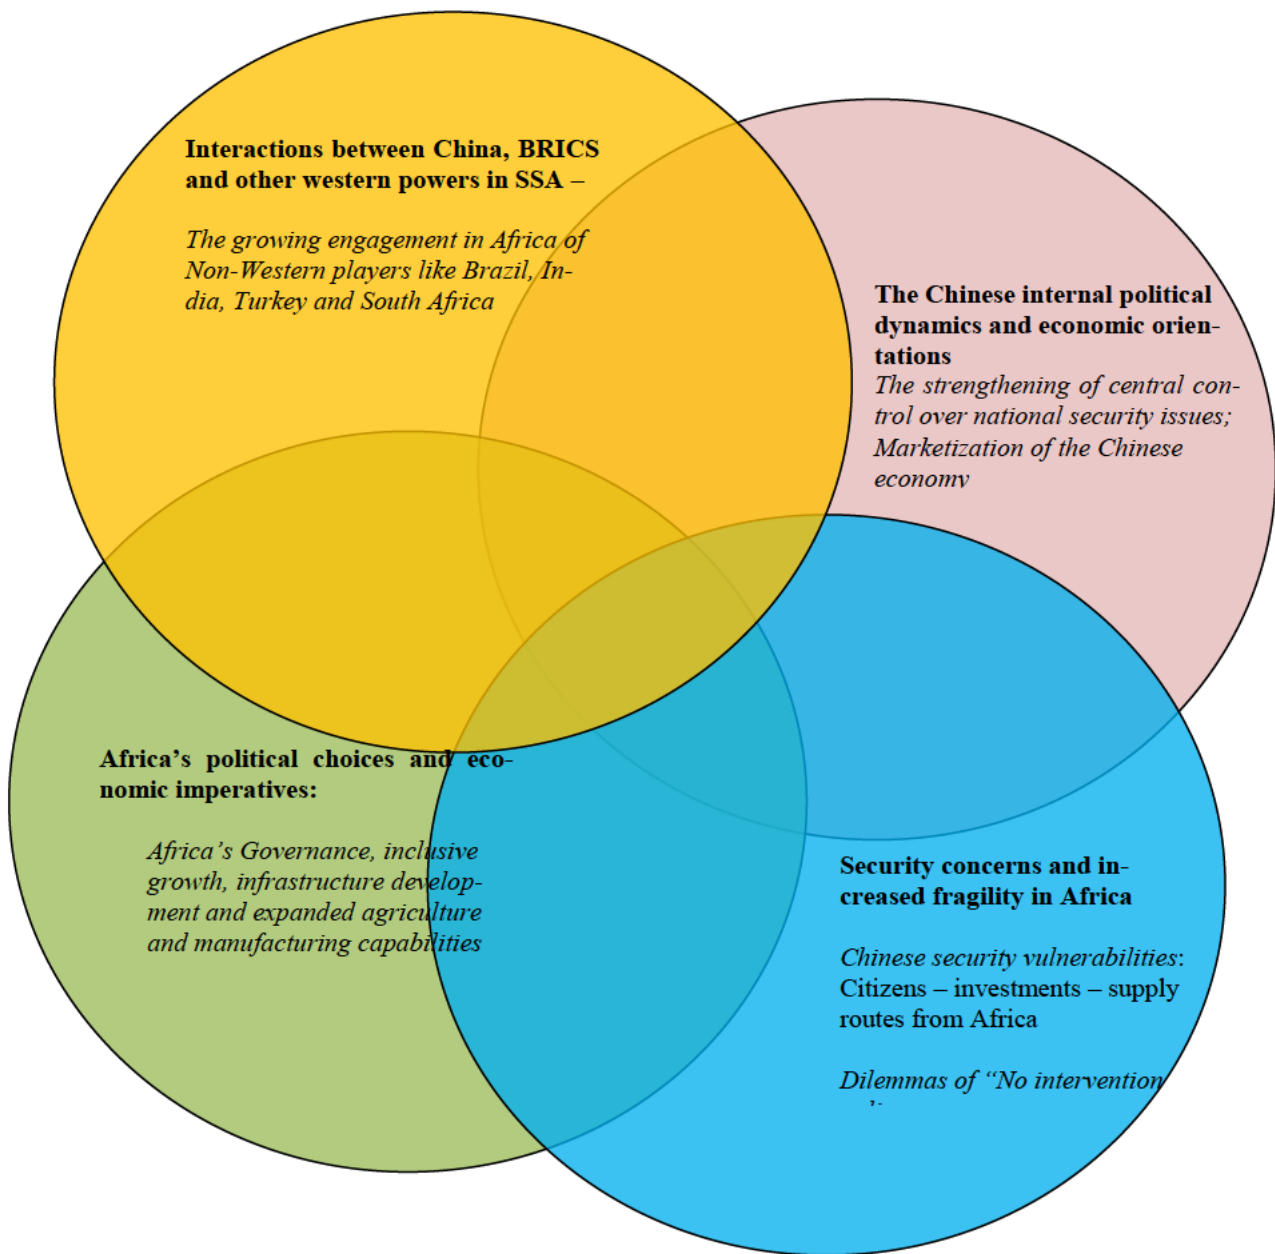 Interactions between China, BRICS
and other western powers in SSA –
The growing engagement in Africa of
Non-Western players like Brazil, In-
dia, Turkey and South Africa
The Chinese internal political
dynamics and economic orien-
tations
The strengthening of central con-
trol over national security issues;
Marketization of the Chinese
economy
Africa’s political choices and eco-
nomic imperatives:
Africa’s Governance, inclusive
growth, infrastructure develop-
ment and expanded agriculture
and manufacturing capabilities
Security concerns and in-
creased fragility in Africa
Chinese security vulnerabilities:
Citizens – investments – supply
routes from Africa
Dilemmas of “No intervention